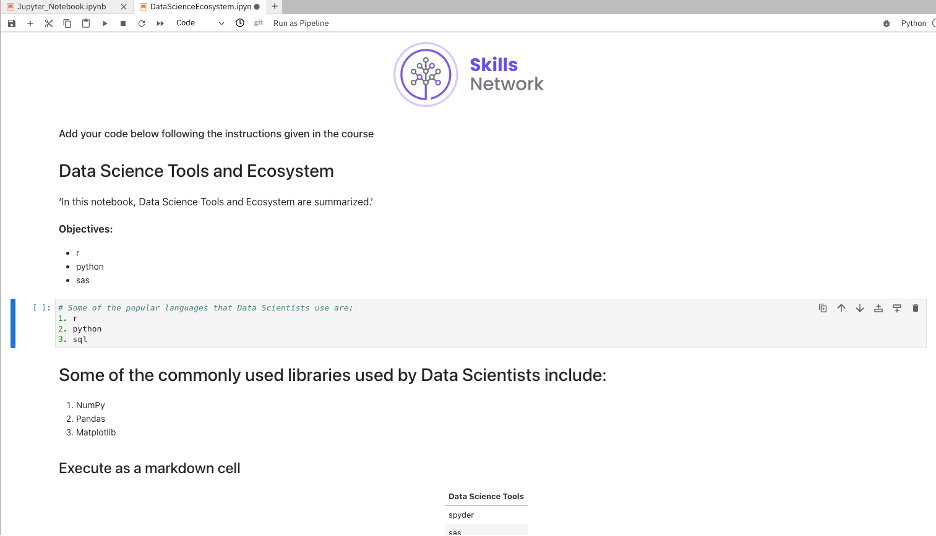 Jupyter_Notebook.ipynb
DataScienceEcosystem.ipyn
Code
git
Run as Pipeline
Python
Skills
Network
Add your code below following the instructions given in the course
Data Science Tools and Ecosystem
‘In this notebook, Data Science Tools and Ecosystem are summarized.’
Objectives:
• r
• python
• sas
[ ]: # Some of the popular languages that Data Scientists use are:
1. r
2. python
3. sql
Some of the commonly used libraries used by Data Scientists include:
1. NumPy
2. Pandas
3. Matplotlib
Execute as a markdown cell
Data Science Tools
spyder
sas